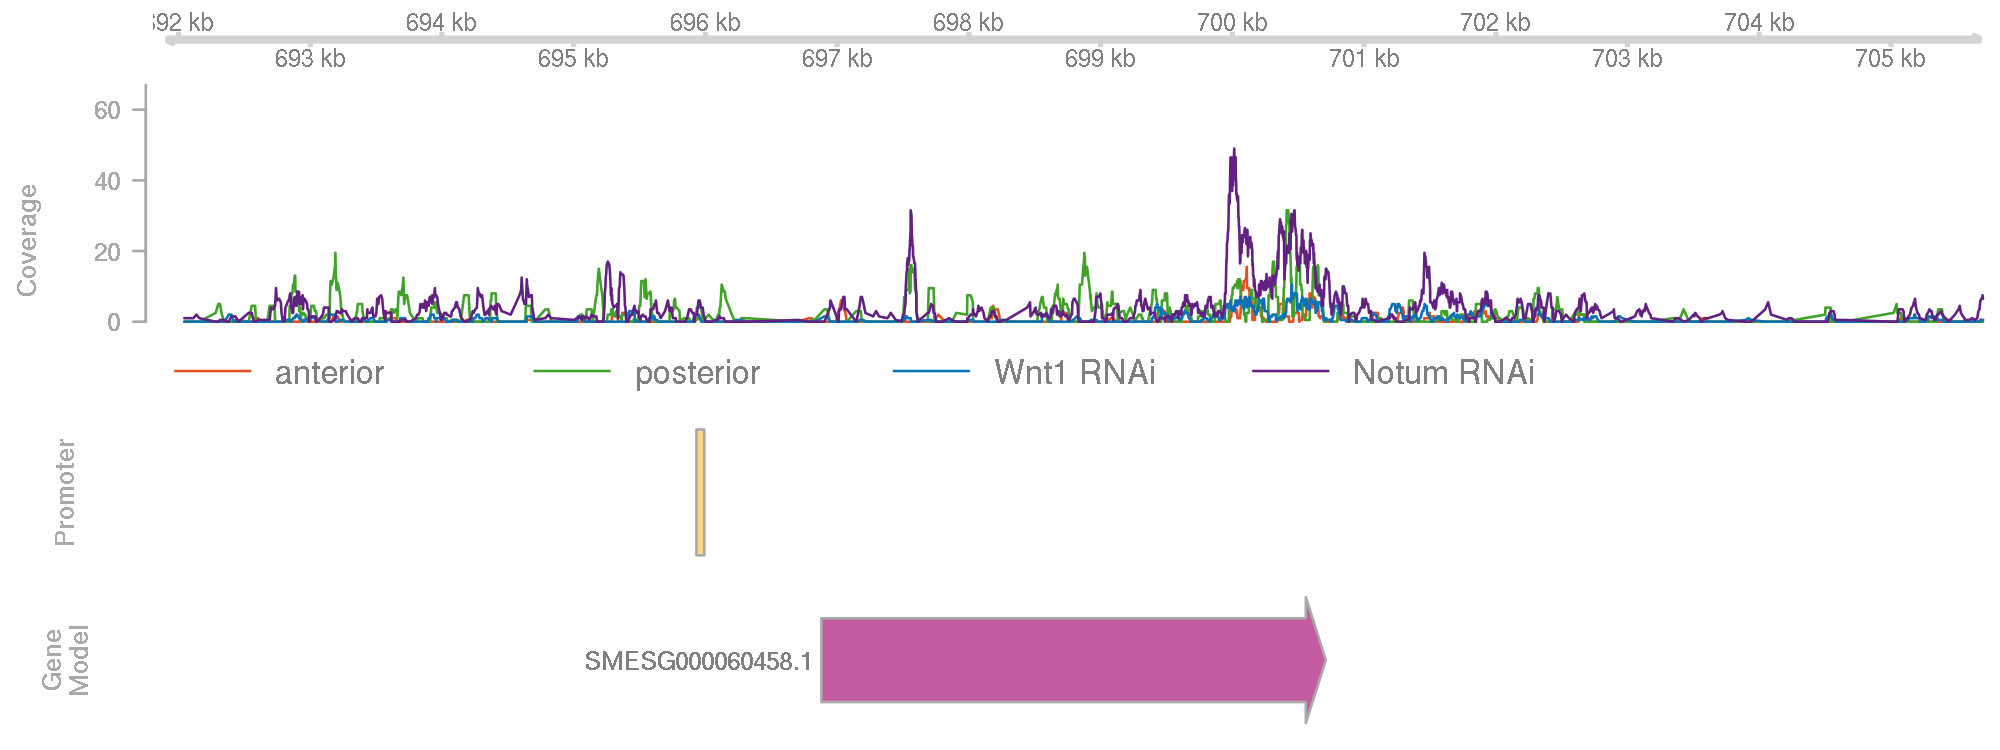 692 kb 694 kb 696 kb 698 kb 700 kb 702 kb 704 kb
693 kb 695 kb 697 kb 699 kb 701 kb 703 kb 705 kb
Coverage
60
40
20
0
anterior posterior Wnt1 RNAi Notum RNAi
Promoter
Gene
Model
SMESG000060458.1